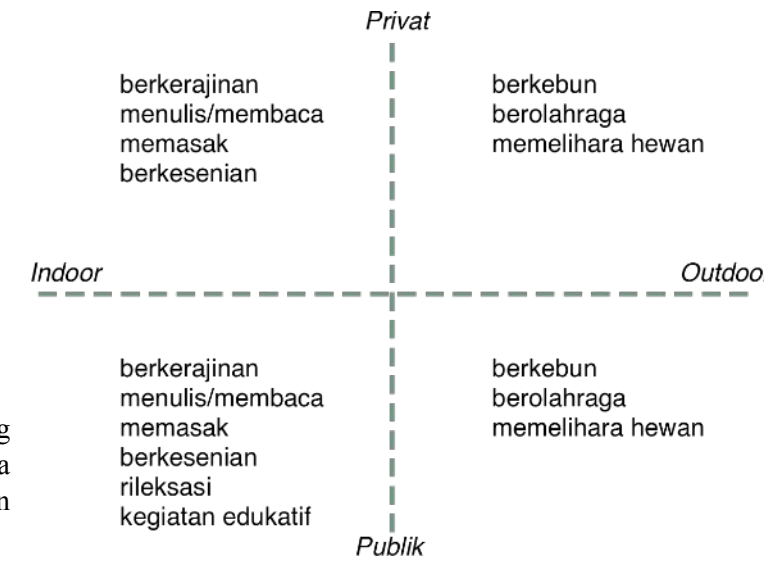 Privat
berkerajinan
menulis/membaca
memasak
berkesenian
berkebun
berolahraga
memelihara hewan
Indoor
Outdoor
berkerajinan
menulis/membaca
memasak
berkesenian
rileksasi
kegiatan edukatif
berkebun
berolahraga
memelihara hewan
g
a
n
Publik